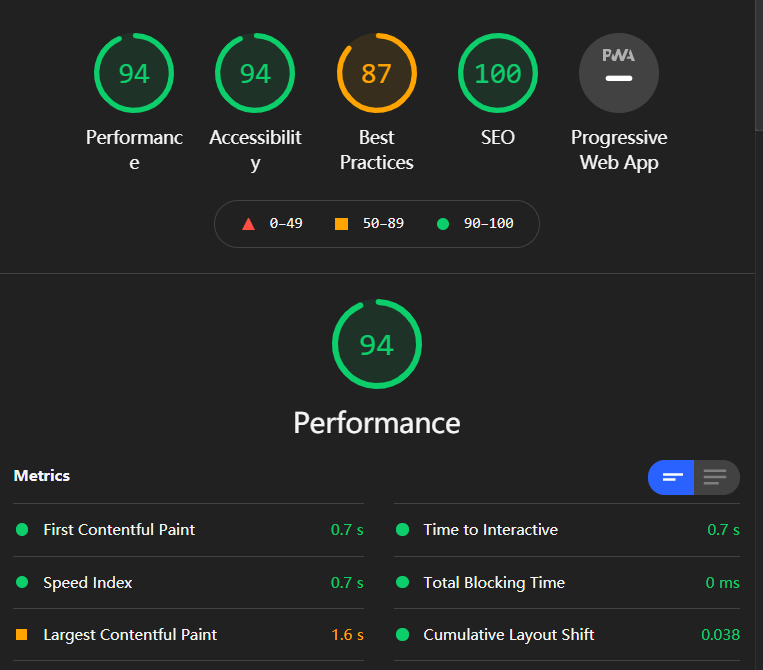 94
94
87
100
PWA
Performanc
e
Accessibilit
y
Best
Practices
SEO
Progressive
Web App
0–49
50–89
90–100
94
Performance
Metrics
First Contentful Paint 0.7 s
Time to Interactive 0.7 s
Speed Index 0.7 s
Total Blocking Time 0 ms
Largest Contentful Paint 1.6 s
Cumulative Layout Shift 0.038